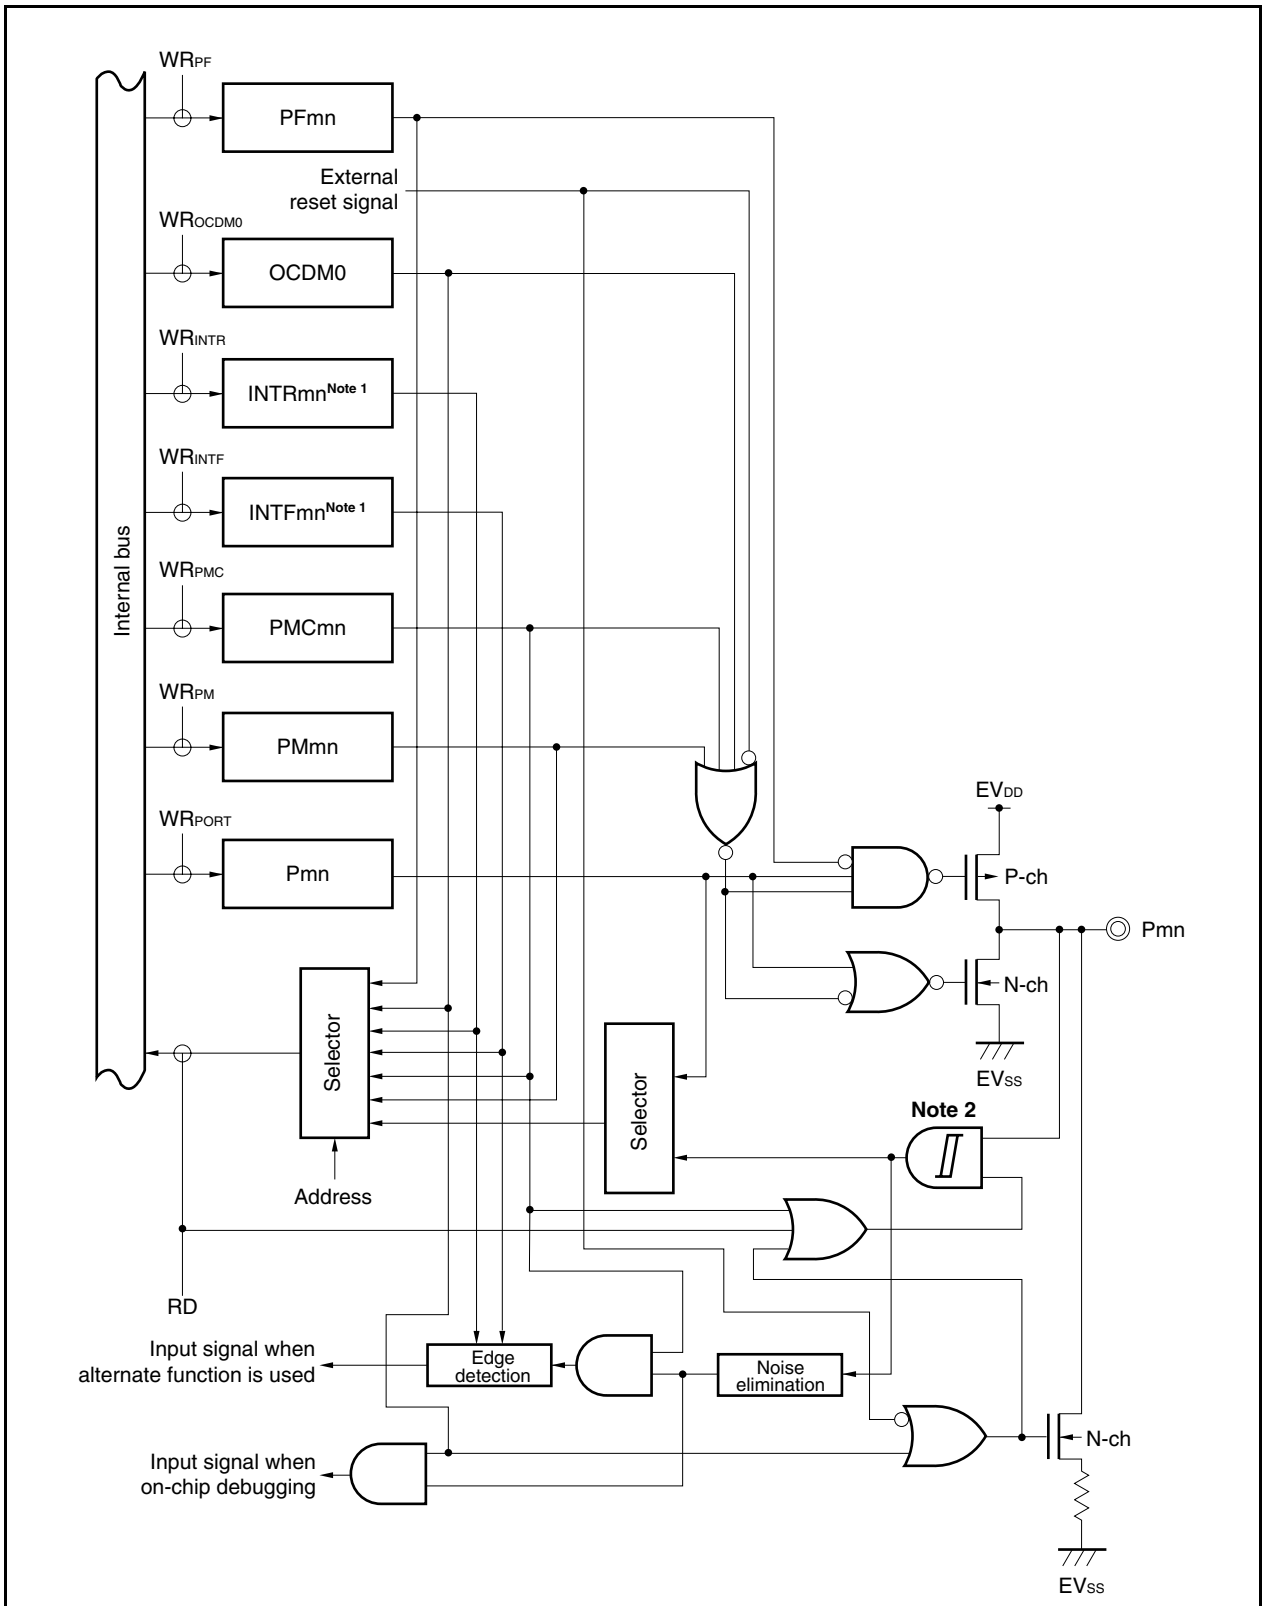 WRPF
PFmn
External
reset signal
WROCDM0
OCDM0
WRINTR
INTRmnNote 1
WRINTF
INTFmnNote 1
Internal bus
WRPMC
PMCmn
WRPM
PMmn
EVDD
WRPORT
Pmn
P-ch
Pmn
N-ch
Selector
Selector
EVSS
Note 2
Address
RD
Input signal when
alternate function is used
Edge
detection
Noise
elimination
N-ch
Input signal when
on-chip debugging
EVSS